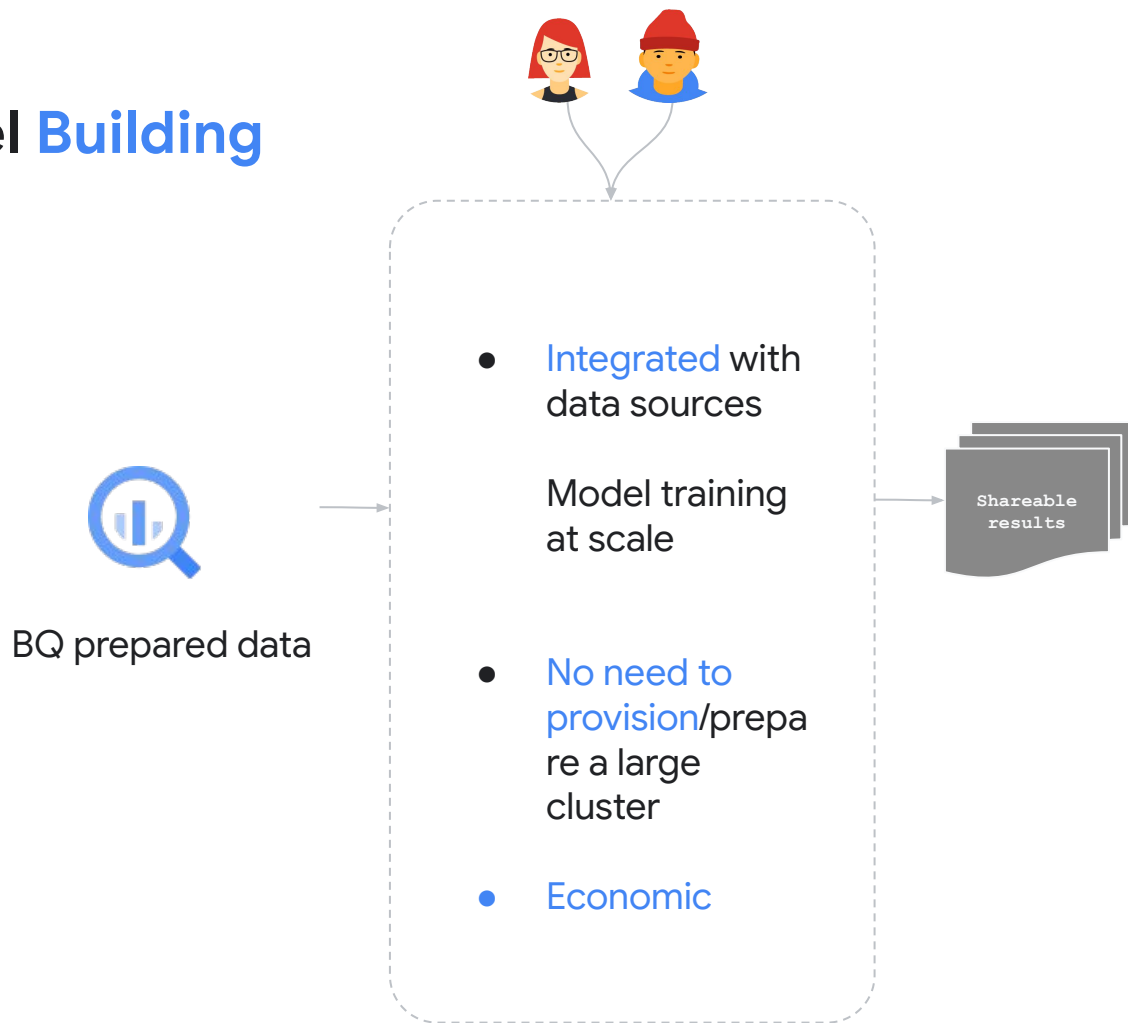 el Building
● Integrated with
data sources
Model training
at scale
● No need to
provision/prepa
re a large
cluster
● Economic
BQ prepared data
Shareable
results